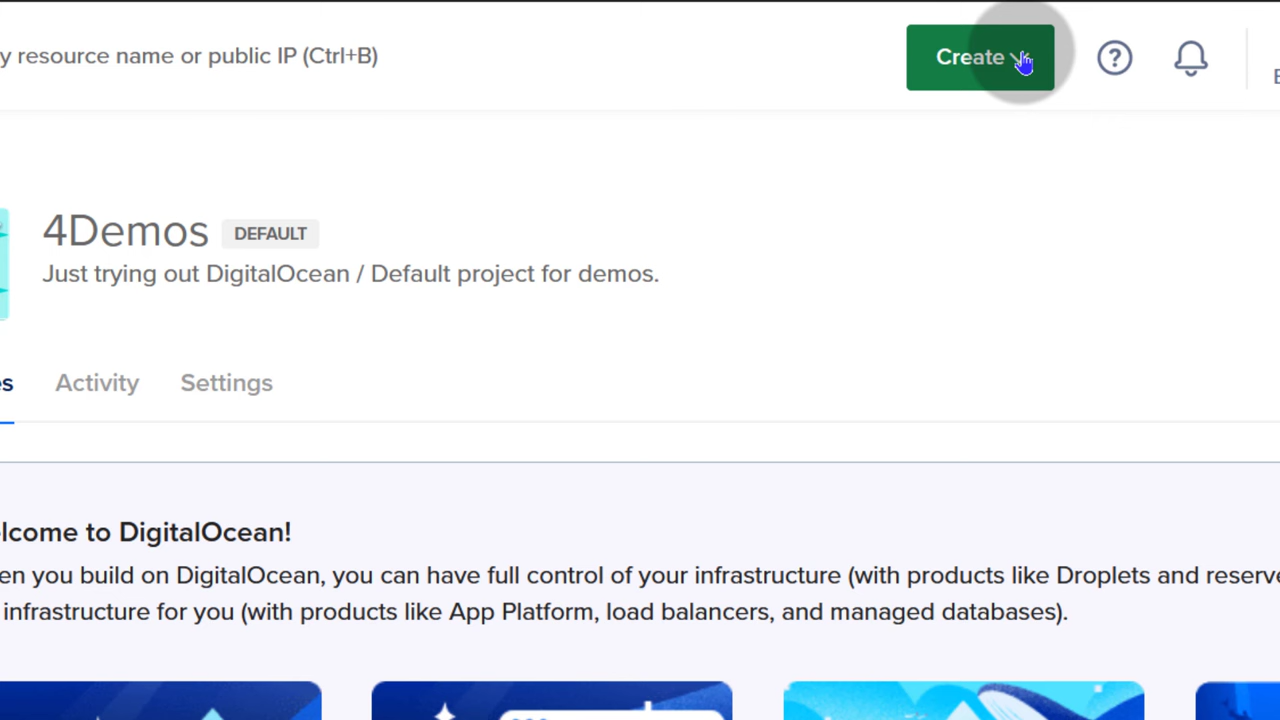 y resource name or public IP (Ctrl+B)
Create
4Demos DEFAULT
Just trying out DigitalOcean / Default project for demos.
es Activity Settings
lcome to DigitalOcean!
en you build on DigitalOcean, you can have full control of your infrastructure (with products like Droplets and reserve
infrastructure for you (with products like App Platform, load balancers, and managed databases).